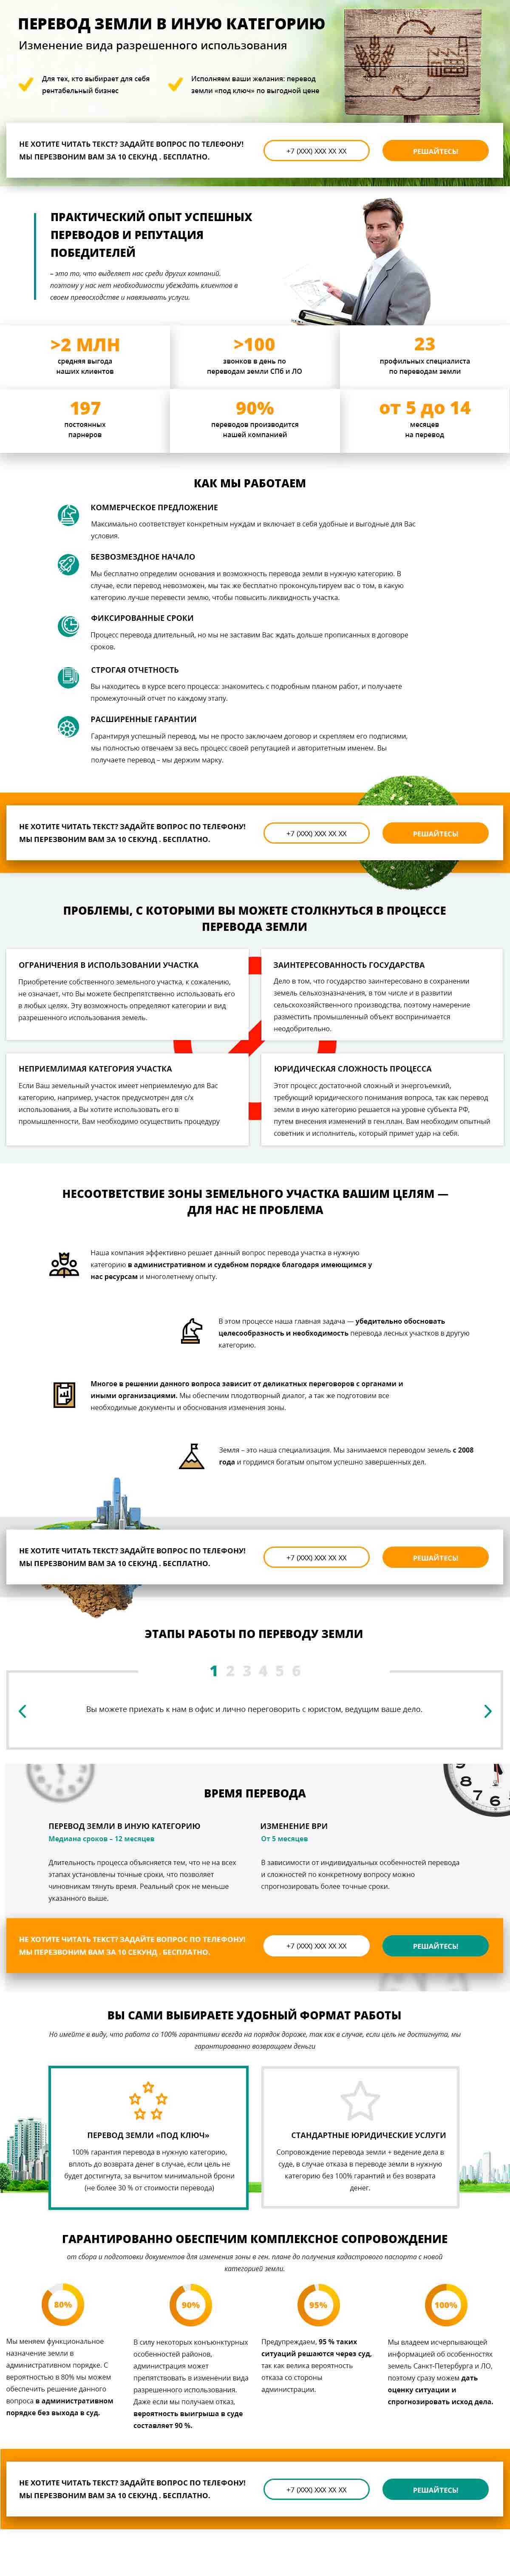 ПЕРЕВОД ЗЕМЛИ В ИНУЮ КАТЕГОРИЮ
Изменение вида разрешенного использования
Для тех, кто выбирает для себя
рентабельный бизнес
Исполняем ваши желания: перевод
земли «под ключ» по выгодной цене
НЕ ХОТИТЕ ЧИТАТЬ ТЕКСТ? ЗАДАЙТЕ ВОПРОС ПО ТЕЛЕФОНУ!
МЫ ПЕРЕЗВОНИМ ВАМ ЗА 10 СЕКУНД . БЕСПЛАТНО.
+7 (XXX) XXX XX XX
РЕШАЙТЕСЬ!
ПРАКТИЧЕСКИЙ ОПЫТ УСПЕШНЫХ
ПЕРЕВОДОВ И РЕПУТАЦИЯ
ПОБЕДИТЕЛЕЙ
– это то, что выделяет нас среди других компаний,
поэтому у нас нет необходимости убеждать клиентов в
своем превосходстве и навязывать услуги.
>2 МЛН
средняя выгода
наших клиентов
>100
звонков в день по
переводам земли СПб и ЛО
23
профильных специалиста
по переводам земли
197
постоянных
парнеров
90%
переводов производится
нашей компанией
от 5 до 14
месяцев
на перевод
КАК МЫ РАБОТАЕМ
КОММЕРЧЕСКОЕ ПРЕДЛОЖЕНИЕ
Максимально соответствует конкретным нуждам и включает в себя удобные и выгодные для Вас
условия.
БЕЗВОЗМЕЗДНОЕ НАЧАЛО
Мы бесплатно определим основания и возможность перевода земли в нужную категорию. В
случае, если перевод невозможен, мы так же бесплатно проконсультируем вас о том, в какую
категорию лучше перевести землю, чтобы повысить ликвидность участка.
ФИКСИРОВАННЫЕ СРОКИ
Процесс перевода длительный, но мы не заставим Вас ждать дольше прописанных в договоре
сроков.
СТРОГАЯ ОТЧЕТНОСТЬ
Вы находитесь в курсе всего процесса: знакомитесь с подробным планом работ, и получаете
промежуточный отчет по каждому этапу.
РАСШИРЕННЫЕ ГАРАНТИИ
Гарантируя успешный перевод, мы не просто заключаем договор и скрепляем его подписями,
мы полностью отвечаем за весь процесс своей репутацией и авторитетным именем. Вы
получаете перевод – мы держим марку.
НЕ ХОТИТЕ ЧИТАТЬ ТЕКСТ? ЗАДАЙТЕ ВОПРОС ПО ТЕЛЕФОНУ!
МЫ ПЕРЕЗВОНИМ ВАМ ЗА 10 СЕКУНД . БЕСПЛАТНО.
+7 (XXX) XXX XX XX
РЕШАЙТЕСЬ!
ПРОБЛЕМЫ, С КОТОРЫМИ ВЫ МОЖЕТЕ СТОЛКНУТЬСЯ В ПРОЦЕССЕ
ПЕРЕВОДА ЗЕМЛИ
ОГРАНИЧЕНИЯ В ИСПОЛЬЗОВАНИИ УЧАСТКА
Приобретение собственного земельного участка, к сожалению,
не означает, что Вы можете беспрепятственно использовать его
в любых целях. Эту возможность определяют категории и вид
разрешенного использования земель.
ЗАИНТЕРЕСОВАННОСТЬ ГОСУДАРСТВА
Дело в том, что государство заинтересовано в сохранении
земель сельхозназначения, в том числе и в развитии
сельскохозяйственного производства, поэтому намерение
разместить промышленный объект воспринимается
неодобрительно.
НЕПРИЕМЛИМАЯ КАТЕГОРИЯ УЧАСТКА
Если Ваш земельный участок имеет неприемлемую для Вас
категорию, например, участок предусмотрен для с/х
использования, а Вы хотите использовать его в
промышленности, Вам необходимо осуществить процедуру
ЮРИДИЧЕСКАЯ СЛОЖНОСТЬ ПРОЦЕССА
Этот процесс достаточной сложный и энергоъемкий,
требующий юридического понимания вопроса, так как перевод
земли в иную категорию решается на уровне субъекта РФ,
путем внесения изменений в ген.план. Вам необходим опытный
советник и исполнитель, который примет удар на себя.
НЕСООТВЕТСТВИЕ ЗОНЫ ЗЕМЕЛЬНОГО УЧАСТКА ВАШИМ ЦЕЛЯМ —
ДЛЯ НАС НЕ ПРОБЛЕМА
Наша компания эффективно решает данный вопрос перевода участка в нужную
категорию в административном и судебном порядке благодаря имеющимся у
нас ресурсам и многолетнему опыту.
В этом процессе наша главная задача — убедительно обосновать
целесообразность и необходимость перевода лесных участков в другую
категорию.
Многое в решении данного вопроса зависит от деликатных переговоров с органами и
иными организациями. Мы обеспечим плодотворный диалог, а так же подготовим все
необходимые документы и обоснования изменения зоны.
Земля – это наша специализация. Мы занимаемся переводом земель с 2008
года и гордимся богатым опытом успешно завершенных дел.
НЕ ХОТИТЕ ЧИТАТЬ ТЕКСТ? ЗАДАЙТЕ ВОПРОС ПО ТЕЛЕФОНУ!
МЫ ПЕРЕЗВОНИМ ВАМ ЗА 10 СЕКУНД . БЕСПЛАТНО.
+7 (XXX) XXX XX XX
РЕШАЙТЕСЬ!
ЭТАПЫ РАБОТЫ ПО ПЕРЕВОДУ ЗЕМЛИ
1 2 3 4 5 6
Вы можете приехать к нам в офис и лично переговорить с юристом, ведущим ваше дело.
ВРЕМЯ ПЕРЕВОДА
ПЕРЕВОД ЗЕМЛИ В ИНУЮ КАТЕГОРИЮ
Медиана сроков – 12 месяцев
Длительность процесса объясняется тем, что не на всех
этапах установлены точные сроки, что позволяет
чиновникам тянуть время. Реальный срок не меньше
указанного выше.
ИЗМЕНЕНИЕ ВРИ
От 5 месяцев
В зависимости от индивидуальных особенностей перевода
и сложностей по конкретному вопросу можно
спрогнозировать более точные сроки.
НЕ ХОТИТЕ ЧИТАТЬ ТЕКСТ? ЗАДАЙТЕ ВОПРОС ПО ТЕЛЕФОНУ!
МЫ ПЕРЕЗВОНИМ ВАМ ЗА 10 СЕКУНД . БЕСПЛАТНО.
+7 (XXX) XXX XX XX
РЕШАЙТЕСЬ!
ВЫ САМИ ВЫБИРАЕТЕ УДОБНЫЙ ФОРМАТ РАБОТЫ
Но имейте в виду, что работа со 100% гарантиями всегда на порядок дороже, так как в случае, если цель не достигнута, мы
гарантированно возвращаем деньги
ПЕРЕВОД ЗЕМЛИ «ПОД КЛЮЧ»
100% гарантия перевода в нужную категорию,
вплоть до возврата денег в случае, если цель не
будет достигнута, за вычитом минимальной брони
(не более 30 % от стоимости перевода)
СТАНДАРТНЫЕ ЮРИДИЧЕСКИЕ УСЛУГИ
Сопровождение перевода земли + ведение дела в
суде, в случае отказа в переводе земли в нужную
категорию без 100% гарантий и без возврата
денег.
ГАРАНТИРОВАННО ОБЕСПЕЧИМ КОМПЛЕКСНОЕ СОПРОВОЖДЕНИЕ
от сбора и подготовки документов для изменения зоны в ген. плане до получения кадастрового паспорта с новой
категорией земли.
80%
Мы меняем функциональное
назначение земли в
административном порядке. С
вероятностью в 80% мы можем
обеспечить решение данного
вопроса в административном
порядке без выхода в суд.
90%
В силу некоторых конъюнктурных
особенностей районов,
администрация может
препятствовать в изменении вида
разрешенного использования.
Даже если мы получаем отказ,
вероятность выигрыша в суде
составляет 90 %.
95%
Предупреждаем, 95 % таких
ситуаций решаются через суд,
так как велика вероятность
отказа со стороны
администрации.
100%
Мы владеем исчерпывающей
информацией об особенностях
земель Санкт-Петербурга и ЛО,
поэтому сразу можем дать
оценку ситуации и
спрогнозировать исход дела.
НЕ ХОТИТЕ ЧИТАТЬ ТЕКСТ? ЗАДАЙТЕ ВОПРОС ПО ТЕЛЕФОНУ!
МЫ ПЕРЕЗВОНИМ ВАМ ЗА 10 СЕКУНД . БЕСПЛАТНО.
+7 (XXX) XXX XX XX
РЕШАЙТЕСЬ!